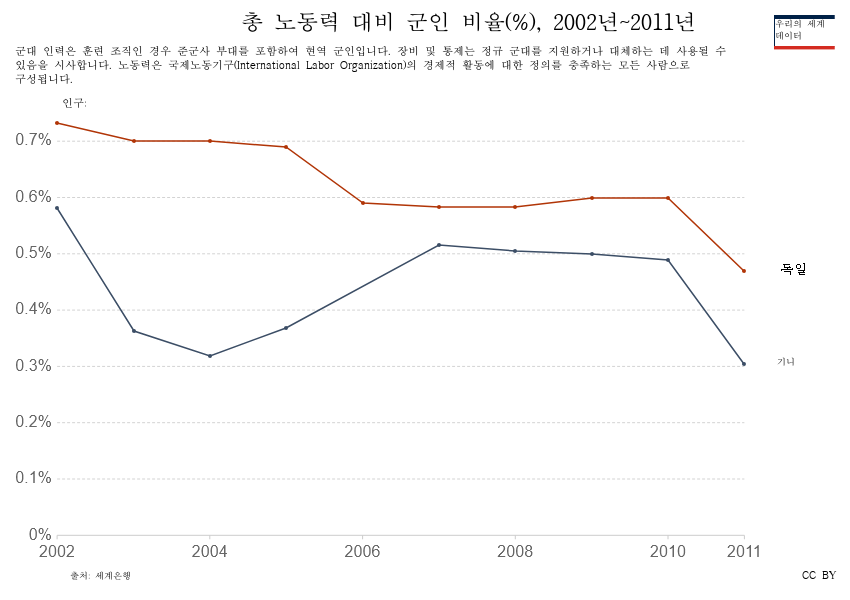 총 노동력 대비 군인 비율(%), 2002년~2011년
우리의 세계
데이터
군대 인력은 훈련 조직인 경우 준군사 부대를 포함하여 현역 군인입니다. 장비 및 통제는 정규 군대를 지원하거나 대체하는 데 사용될 수
있음을 시사합니다. 노동력은 국제노동기구(International Labor Organization)의 경제적 활동에 대한 정의를 충족하는 모든 사람으로
구성됩니다.
인구:
0.7%
0.6%
0.5%
독일
0.4%
기니
0.3%
0.2%
0.1%
0%
2002 2004 2006 2008 2010 2011
출처: 세계은행
CC BY